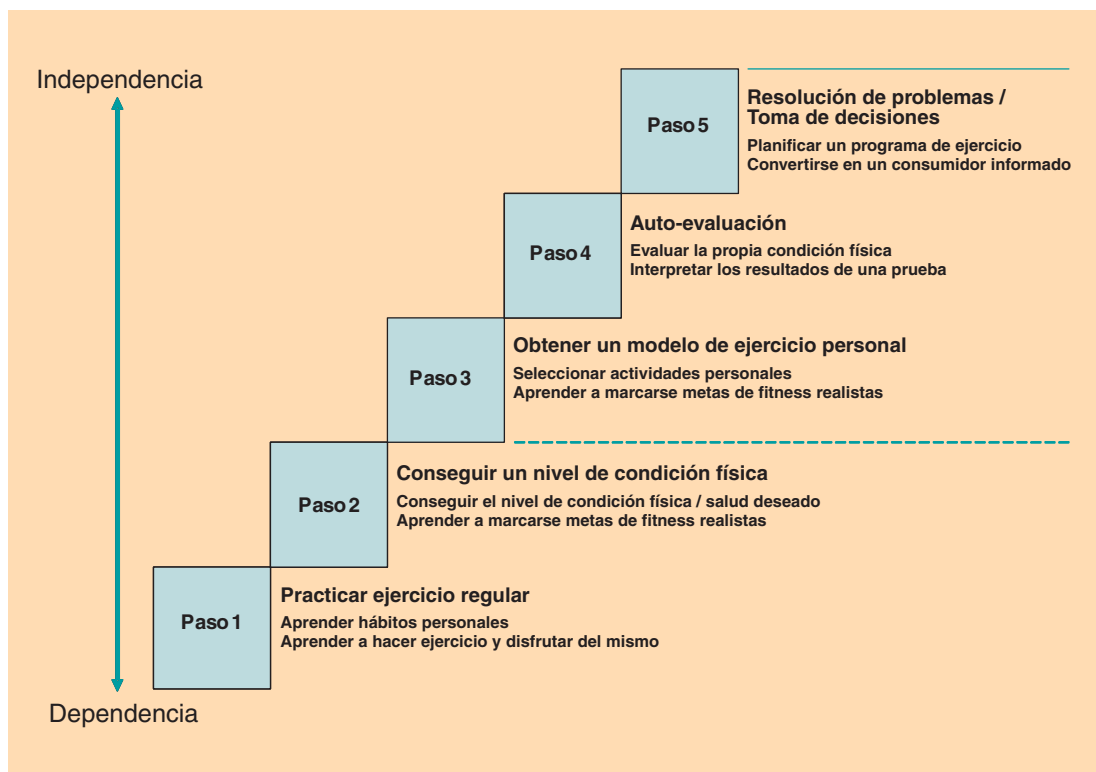 Independencia
Paso 5
Resolución de problemas /
Toma de decisiones
Planificar un programa de ejercicio
Convertirse en un consumidor informado
Paso 4
Auto-evaluación
Evaluar la propia condición física
Interpretar los resultados de una prueba
Paso 3
Obtener un modelo de ejercicio personal
Seleccionar actividades personales
Aprender a marcarse metas de fitness realistas
Paso 2
Conseguir un nivel de condición física
Conseguir el nivel de condición física / salud deseado
Aprender a marcarse metas de fitness realistas
Paso 1
Practicar ejercicio regular
Aprender hábitos personales
Aprender a hacer ejercicio y disfrutar del mismo
Dependencia